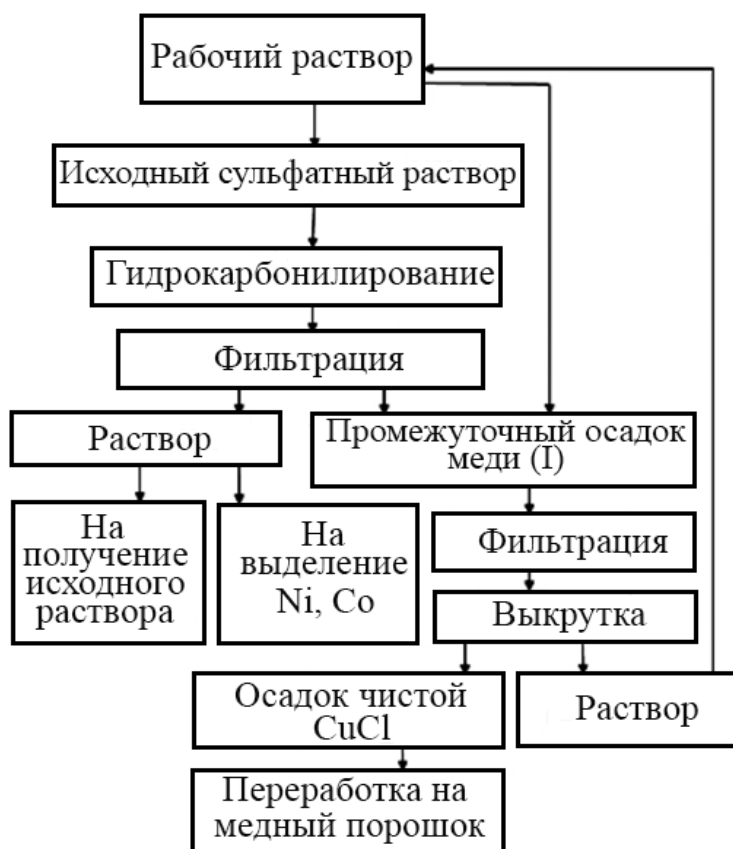 Рабочий раствор
Исходный сульфатный раствор
Гидрокарбонилирование
Фильтрация
Раствор
Промежуточный осадок
меди (I)
На
получение
исходного
раствора
На
выделение
Ni, Co
Фильтрация
Выкрутка
Осадок чистой
CuCl
Раствор
Переработка на
медный порошок